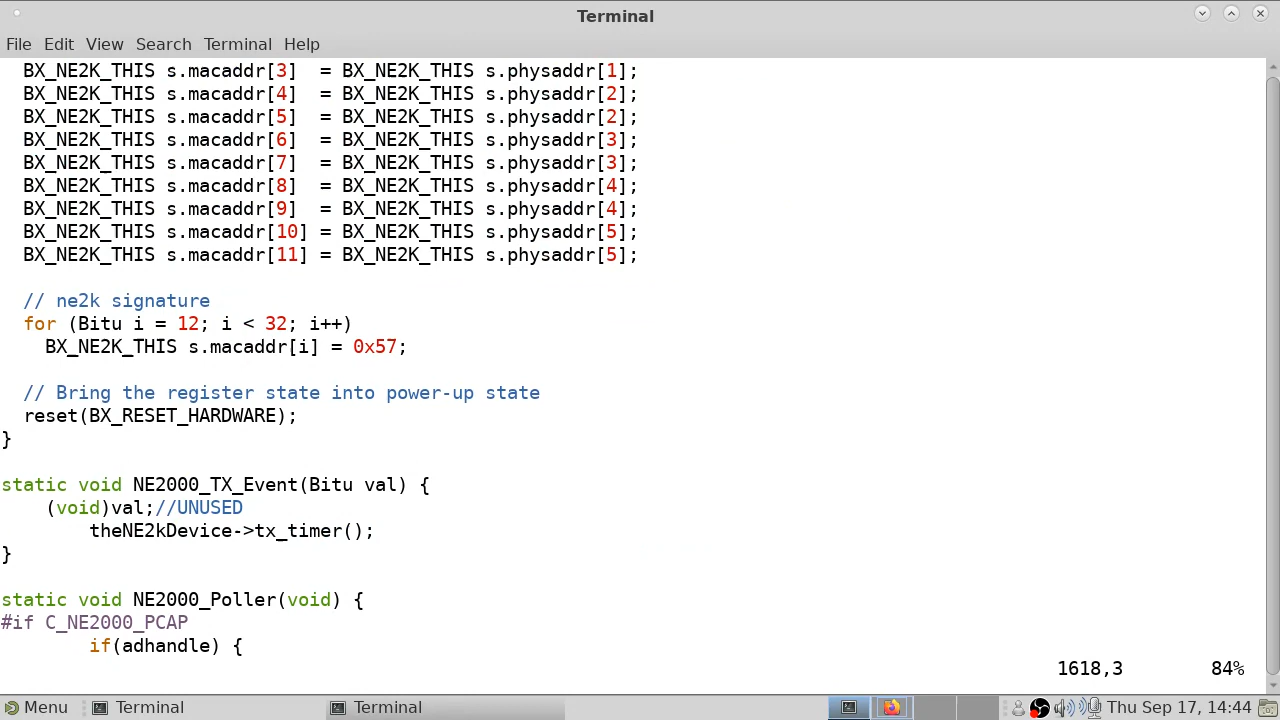 Terminal
File Edit View Search Terminal Help
  BX_NE2K_THIS s.macaddr[3]  = BX_NE2K_THIS s.physaddr[1];
  BX_NE2K_THIS s.macaddr[4]  = BX_NE2K_THIS s.physaddr[2];
  BX_NE2K_THIS s.macaddr[5]  = BX_NE2K_THIS s.physaddr[2];
  BX_NE2K_THIS s.macaddr[6]  = BX_NE2K_THIS s.physaddr[3];
  BX_NE2K_THIS s.macaddr[7]  = BX_NE2K_THIS s.physaddr[3];
  BX_NE2K_THIS s.macaddr[8]  = BX_NE2K_THIS s.physaddr[4];
  BX_NE2K_THIS s.macaddr[9]  = BX_NE2K_THIS s.physaddr[4];
  BX_NE2K_THIS s.macaddr[10] = BX_NE2K_THIS s.physaddr[5];
  BX_NE2K_THIS s.macaddr[11] = BX_NE2K_THIS s.physaddr[5];

  // ne2k signature
  for (Bitu i = 12; i < 32; i++)
    BX_NE2K_THIS s.macaddr[i] = 0x57;

  // Bring the register state into power-up state
  reset(BX_RESET_HARDWARE);
}

static void NE2000_TX_Event(Bitu val) {
    (void)val;//UNUSED
        theNE2kDevice->tx_timer();
}

static void NE2000_Poller(void) {
#if C_NE2000_PCAP
        if(adhandle) {
1618,3 84%
Menu Terminal Terminal Thu Sep 17, 14:44